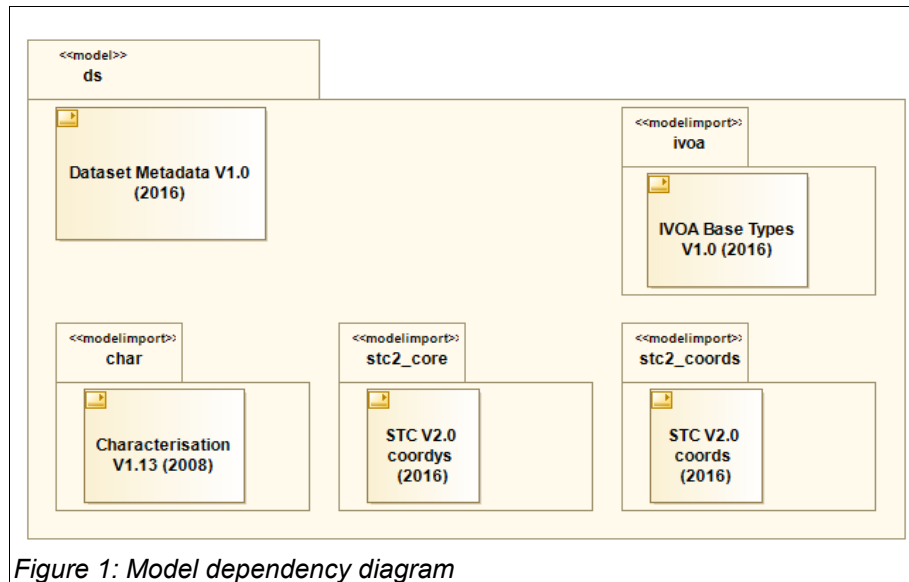 <<model>>
ds
Dataset Metadata V1.0
(2016)
<<modelimport>>
ivoa
IVOA Base Types
V1.0 (2016)
<<modelimport>>
char
Characterisation
V1.13 (2008)
<<modelimport>>
stc2_core
STC V2.0
coordys
(2016)
<<modelimport>>
stc2_coords
STC V2.0
coords
(2016)
Figure 1: Model dependency diagram